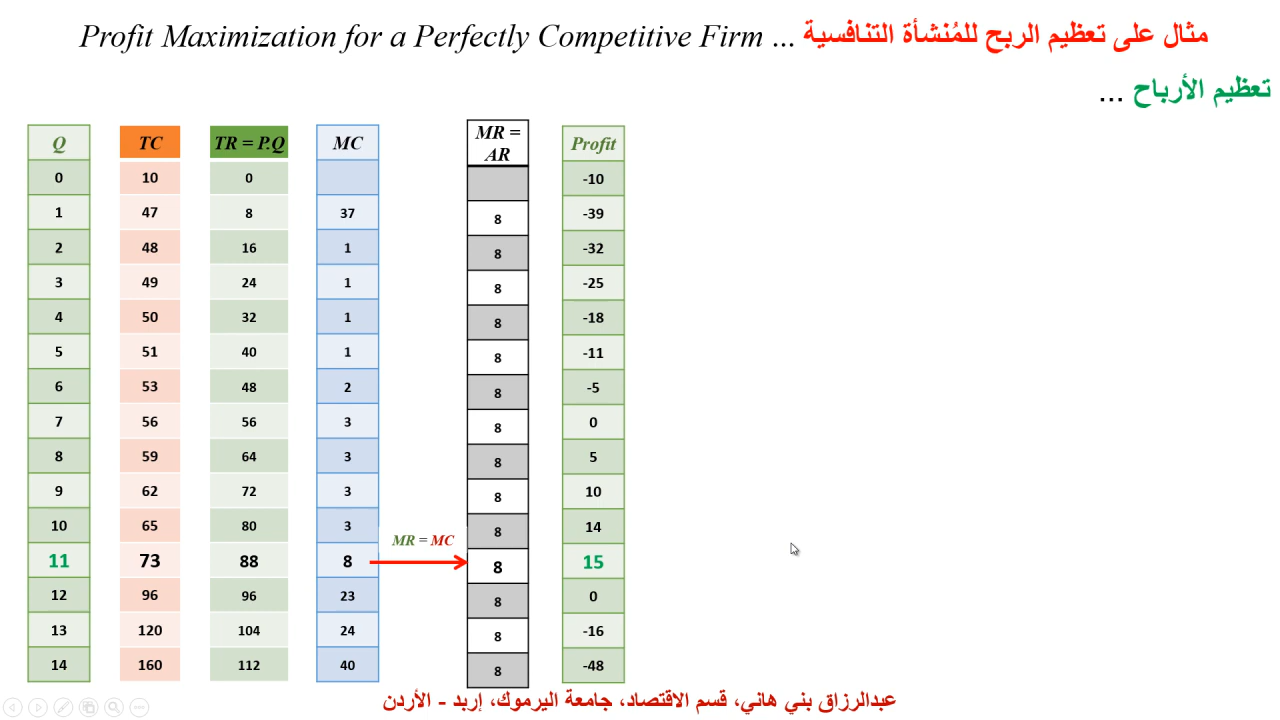 Profit Maximization for a Perfectly Competitive Firm ... مثال على تعظيم الربح للمُنشأة التنافسية
تعظيم الأرباح ...
Q TC TR = P.Q MC MR = AR Profit
0 10 0 -10
1 47 8 37 8 -39
2 48 16 1 8 -32
3 49 24 1 8 -25
4 50 32 1 8 -18
5 51 40 1 8 -11
6 53 48 2 8 -5
7 56 56 3 8 0
8 59 64 3 8 5
9 62 72 3 8 10
10 65 80 3 8 14
MR = MC
11 73 88 8 8 15
12 96 96 23 8 0
13 120 104 24 8 -16
14 160 112 40 8 -48
عبدالرزاق بني هاني، قسم الاقتصاد، جامعة اليرموك، إربد - الأردن